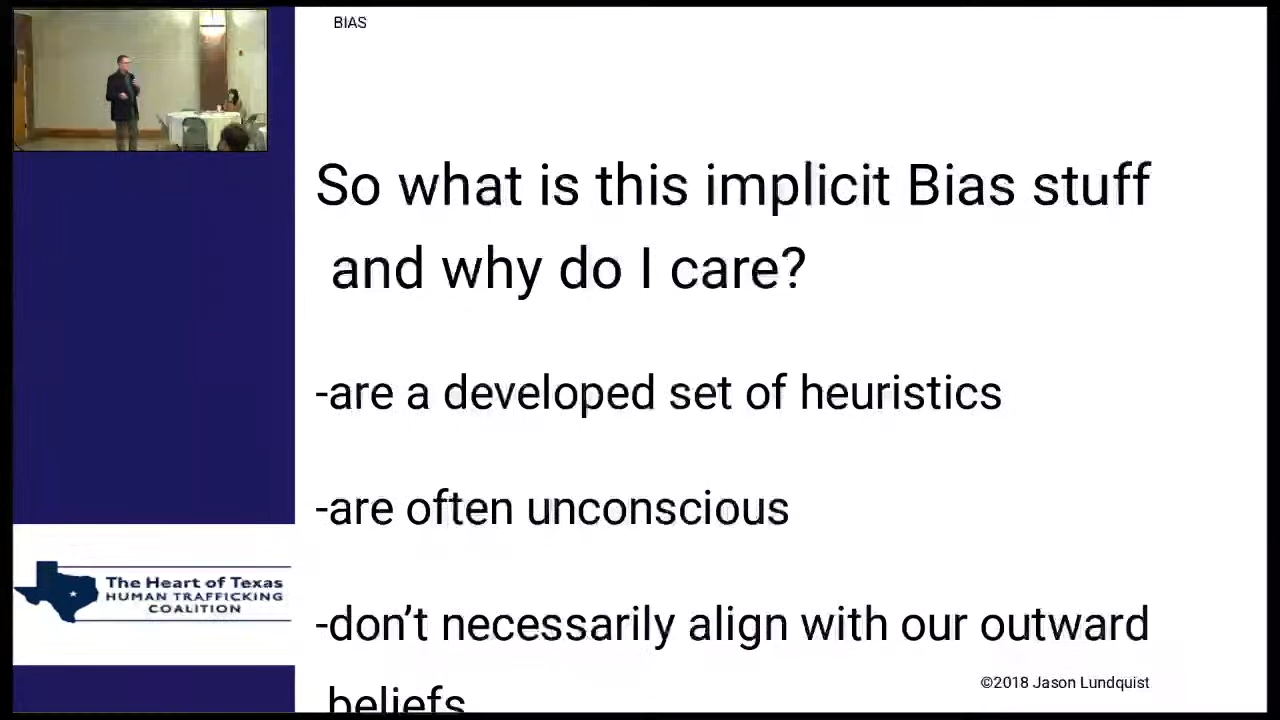 BIAS
So what is this implicit Bias stuff
and why do I care?
-are a developed set of heuristics
-are often unconscious
-don’t necessarily align with our outward
beliefs
The Heart of Texas
HUMAN TRAFFICKING
COALITION
©2018 Jason Lundquist